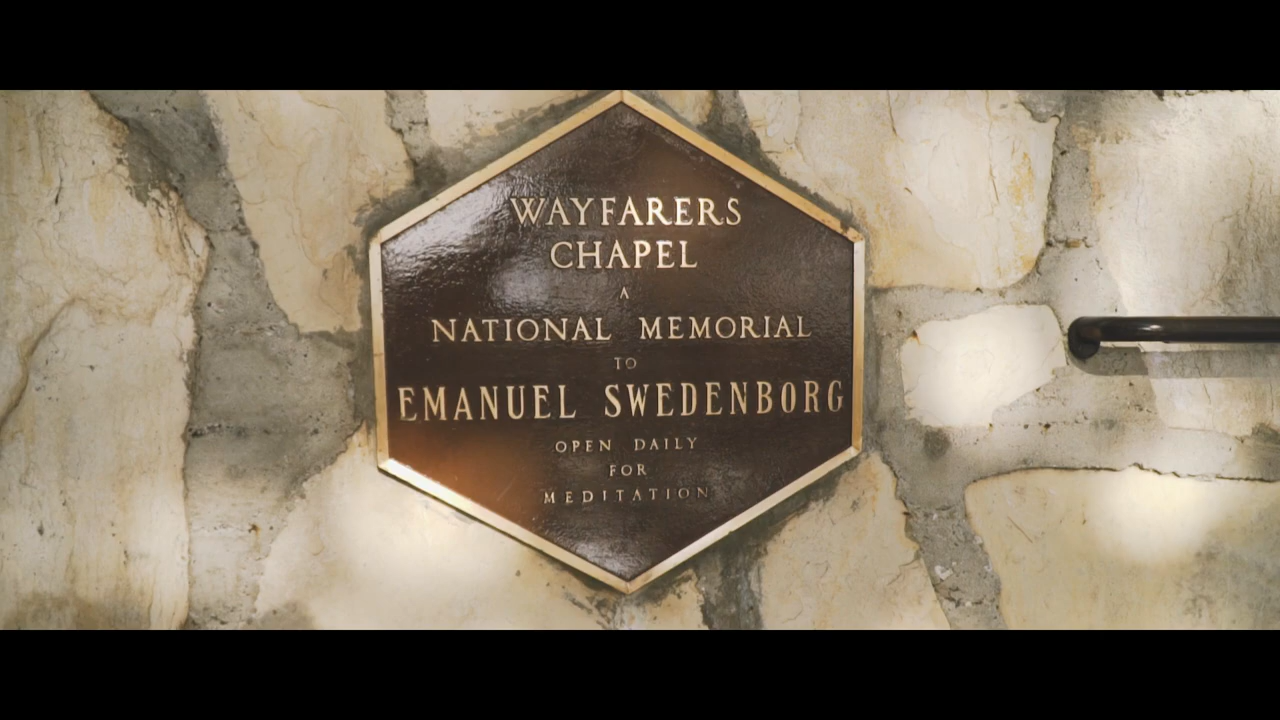 WAYFARERS
CHAPEL
A
NATIONAL MEMORIAL
TO
EMANUEL SWEDENBORG
OPEN DAILY
FOR
MEDITATION